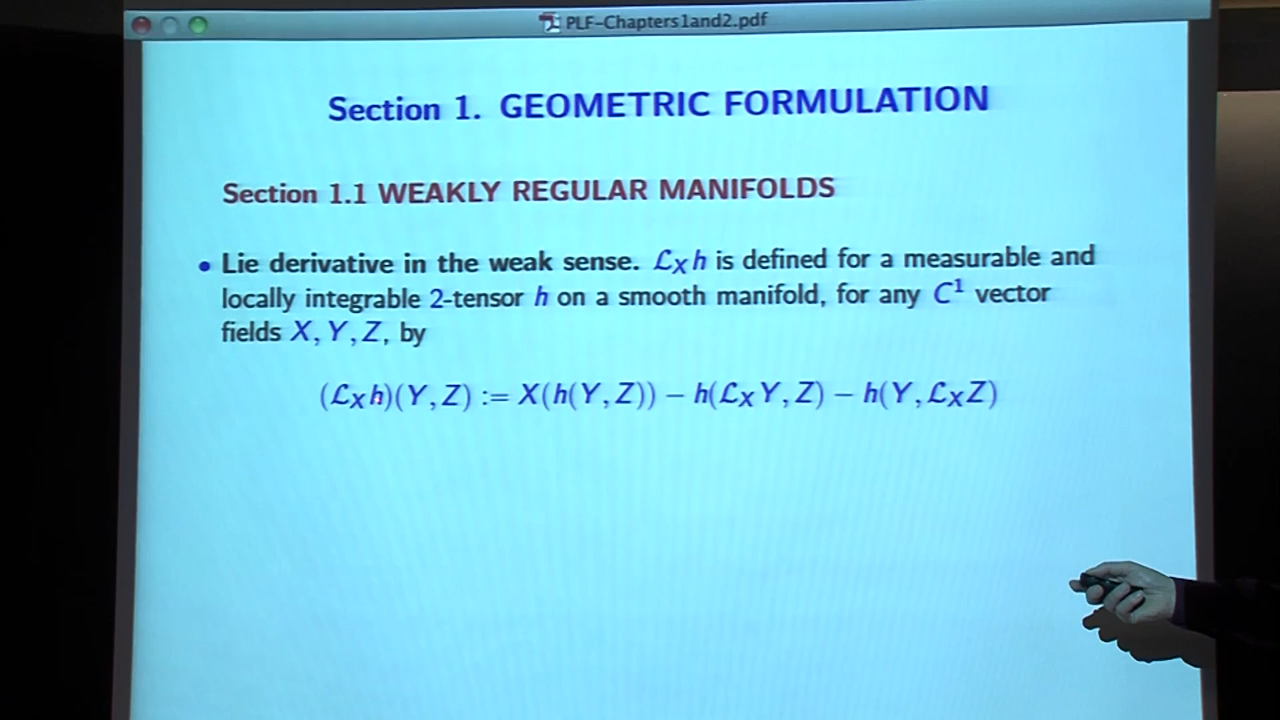 PLF-Chapters1and2.pdf
Section 1. GEOMETRIC FORMULATION
Section 1.1 WEAKLY REGULAR MANIFOLDS
• Lie derivative in the weak sense. ℒ_X h is defined for a measurable and
locally integrable 2-tensor h on a smooth manifold, for any C¹ vector
fields X, Y, Z, by
(ℒ_X h)(Y, Z) := X(h(Y, Z)) − h(ℒ_X Y, Z) − h(Y, ℒ_X Z)